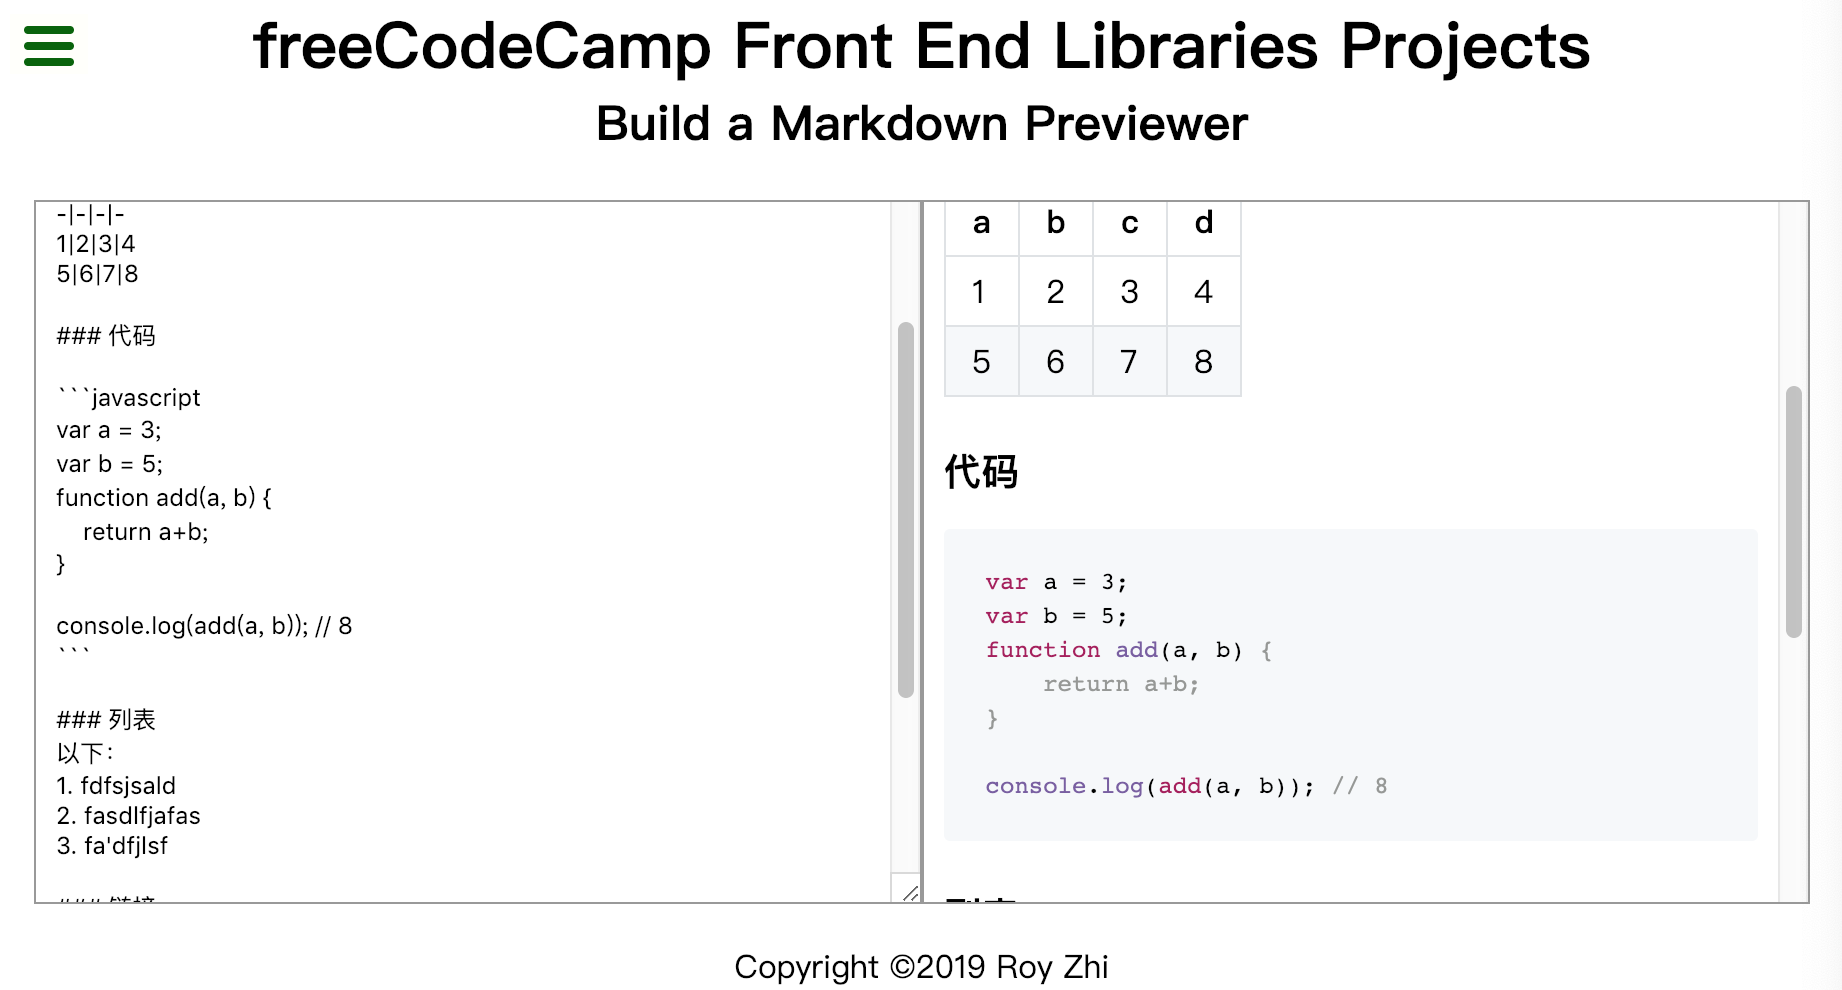 freeCodeCamp Front End Libraries Projects
Build a Markdown Previewer
-|-|-|-
1|2|3|4
5|6|7|8
### 代码
```javascript
var a = 3;
var b = 5;
function add(a, b) {
    return a+b;
}
console.log(add(a, b)); // 8
```
### 列表
以下：
1. fdfsjsald
2. fasdlfjafas
3. fa'dfjlsf
a b c d
1 2 3 4
5 6 7 8
代码
var a = 3;
var b = 5;
function add(a, b) {
    return a+b;
}
console.log(add(a, b)); // 8
Copyright ©2019 Roy Zhi